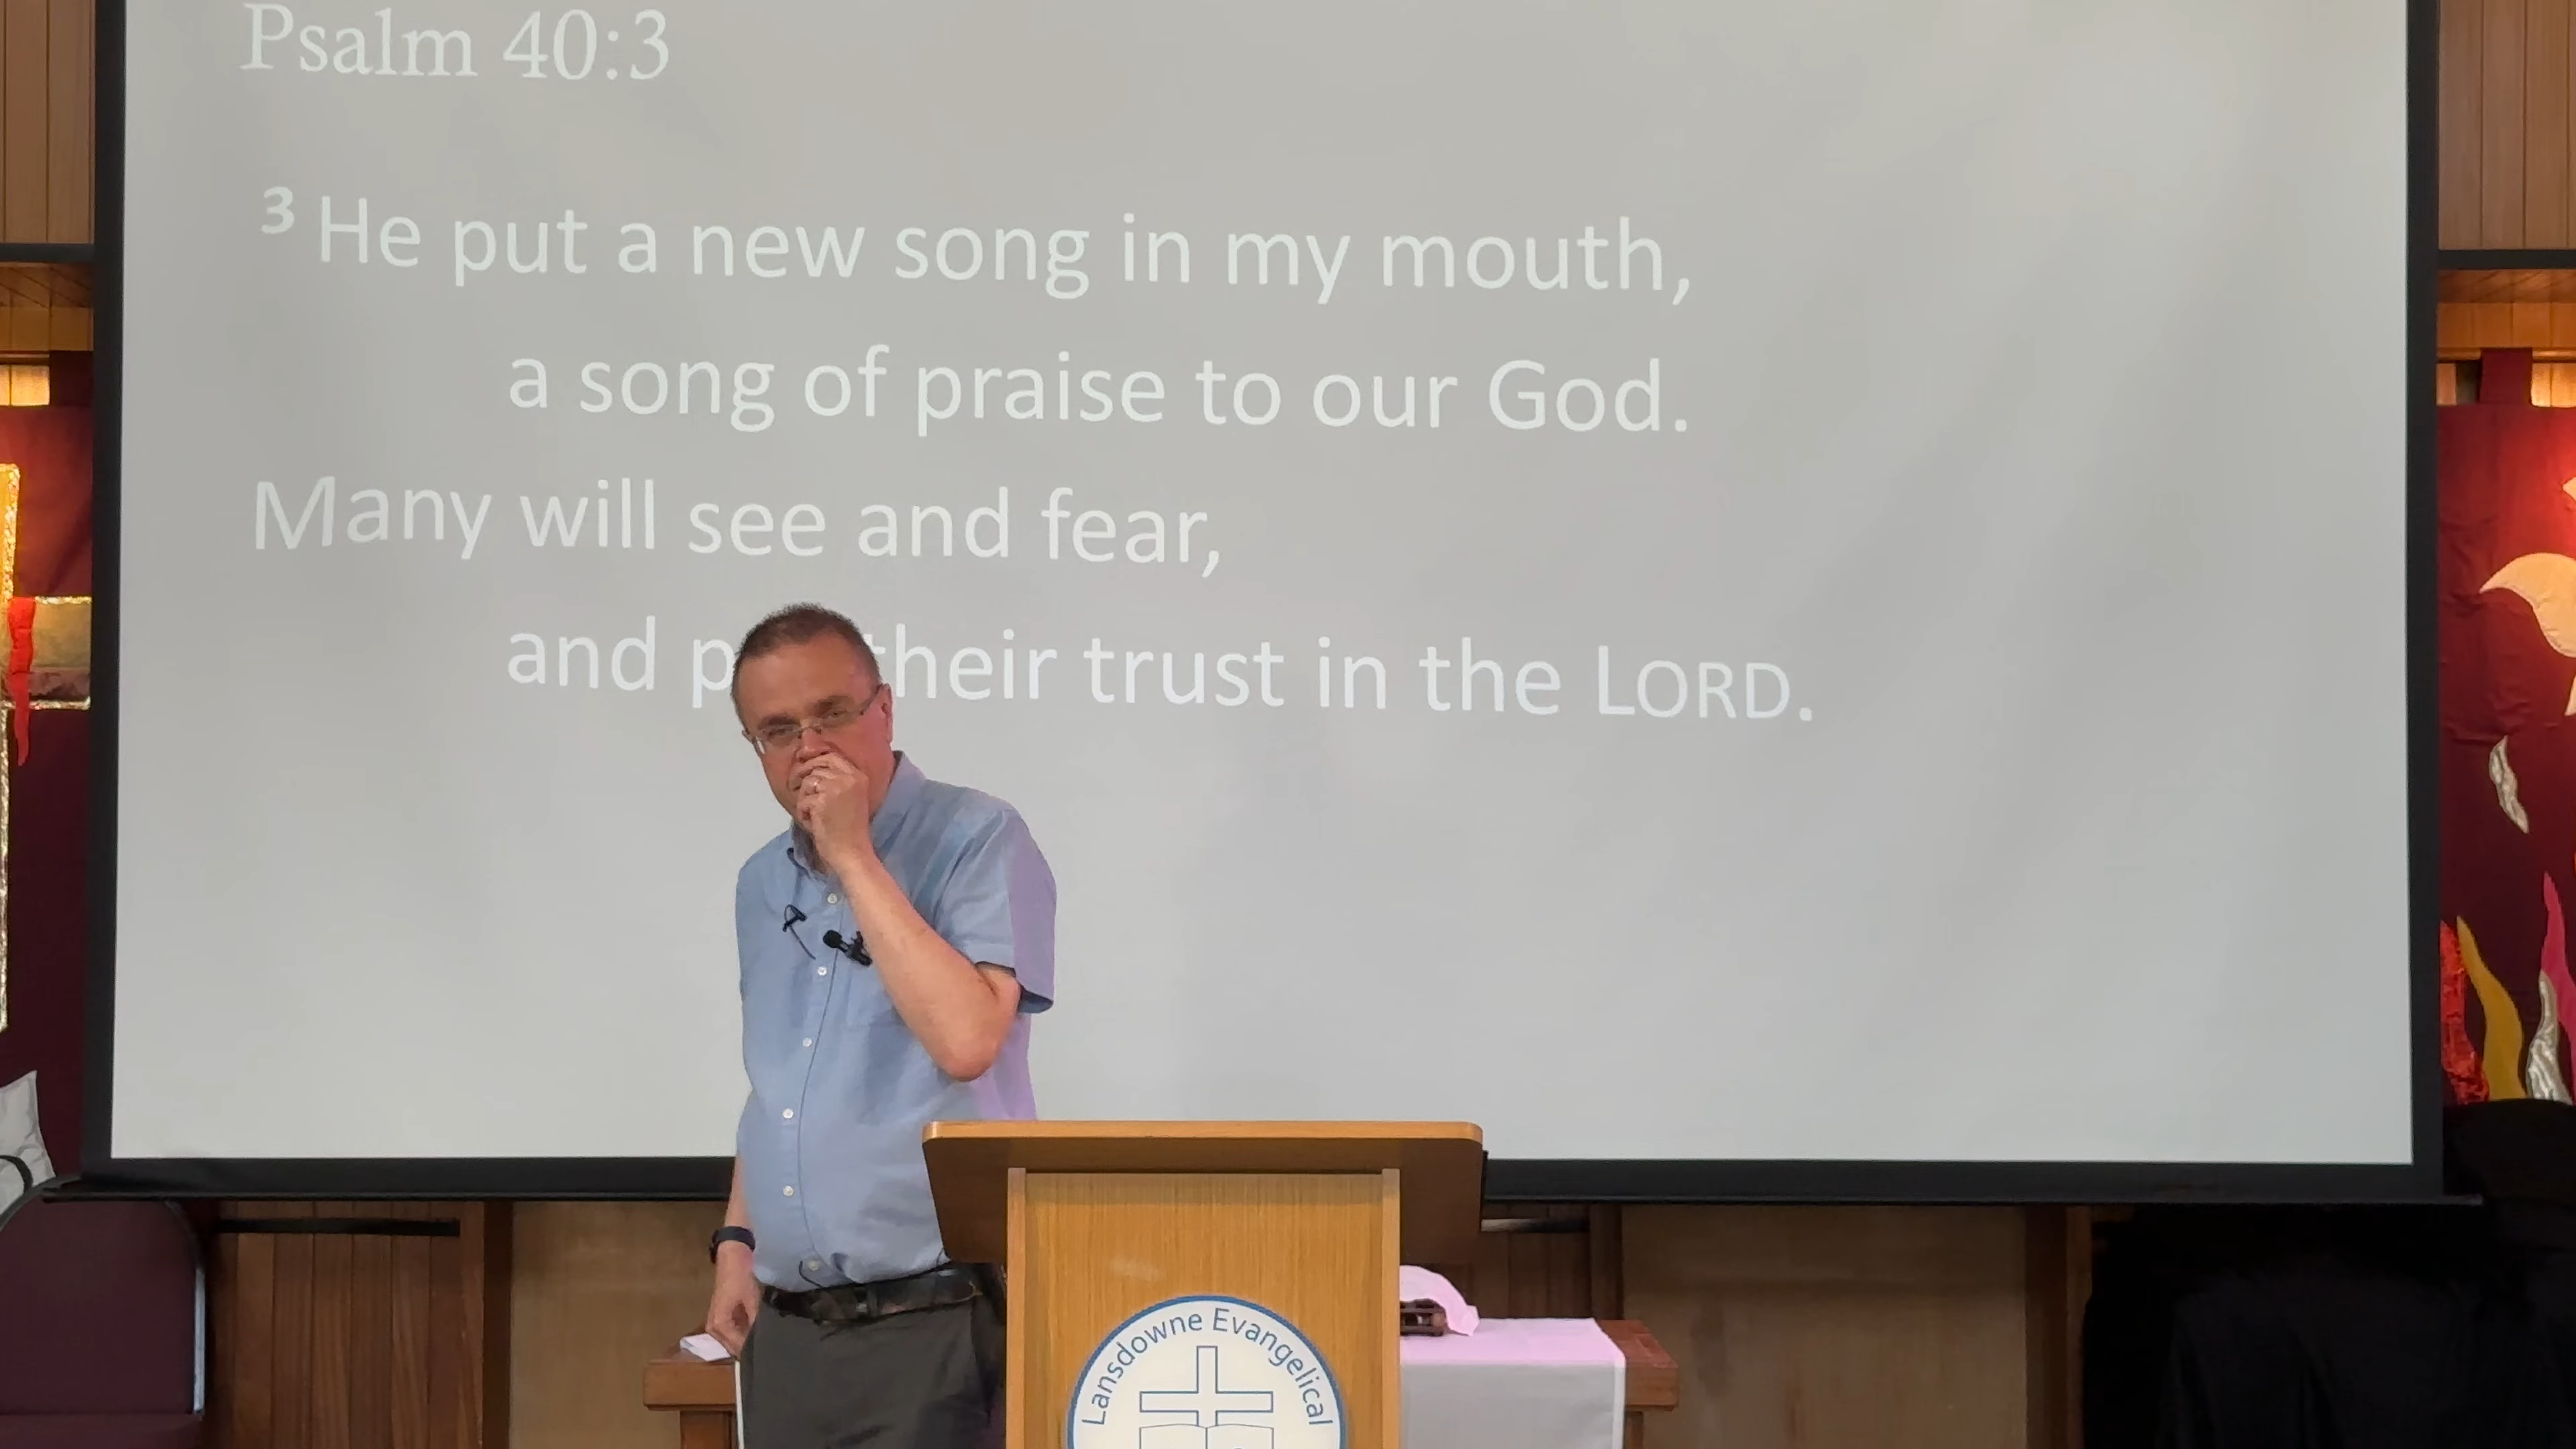 Psalm 40:3
3 He put a new song in my mouth,
a song of praise to our God.
Many will see and fear,
and p their trust in the LORD.
Lansdowne Evangelical